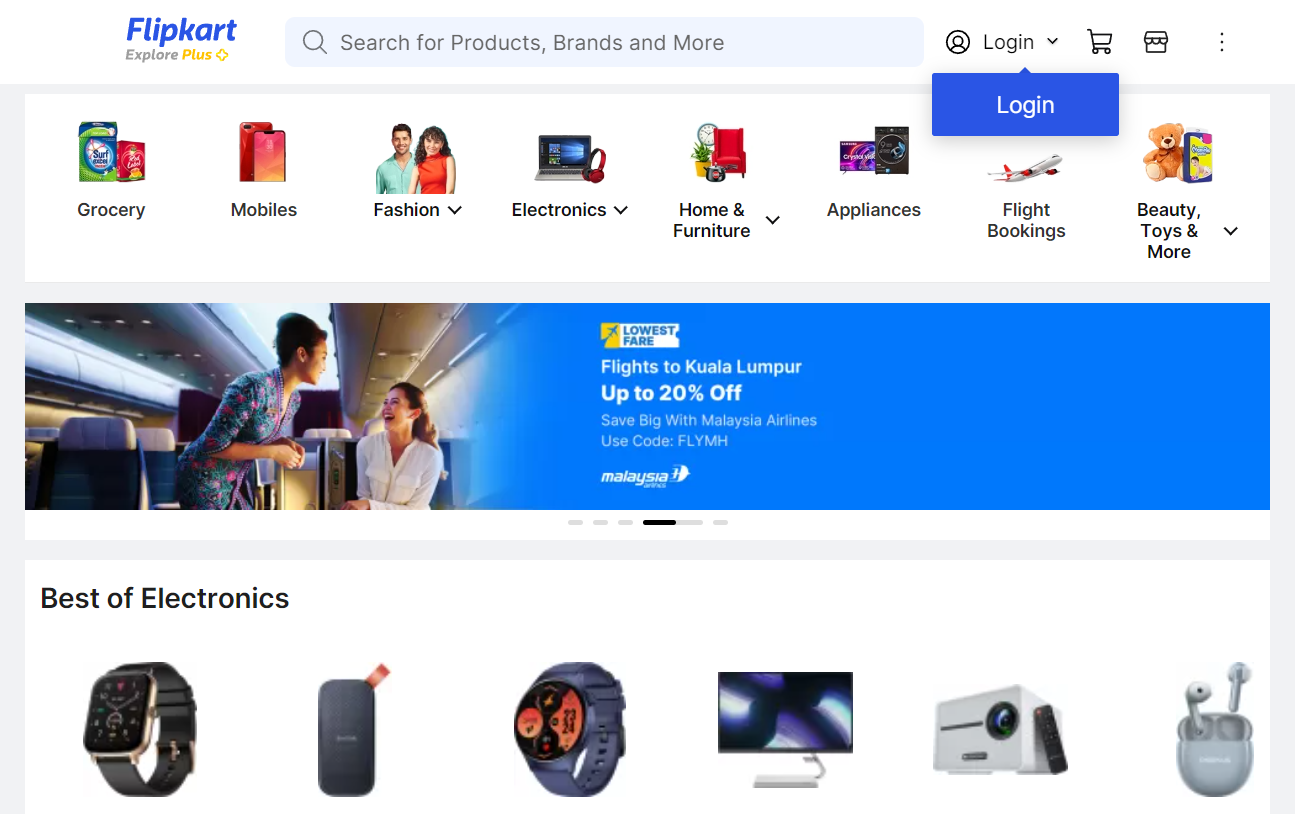 Flipkart
Explore Plus
Search for Products, Brands and More
Login
Login
Grocery
Mobiles
Fashion
Electronics
Home &
Furniture
Appliances
Flight
Bookings
Beauty,
Toys &
More
Surf
excel
LOWEST
FARE
Flights to Kuala Lumpur
Up to 20% Off
Save Big With Malaysia Airlines
Use Code: FLYMH
malaysia
airlines
Best of Electronics